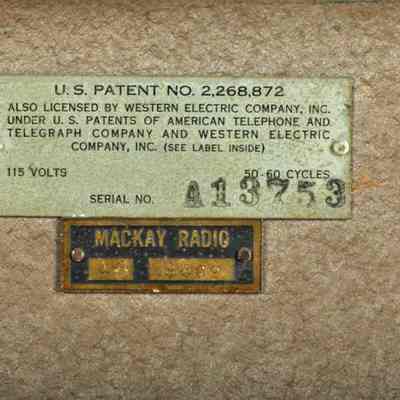 U.S. PATENT NO. 2,268,872
ALSO LICENSED BY WESTERN ELECTRIC COMPANY, INC.
UNDER U. S. PATENTS OF AMERICAN TELEPHONE AND
TELEGRAPH COMPANY AND WESTERN ELECTRIC
COMPANY, INC. (SEE LABEL INSIDE)
115 VOLTS 50-60 CYCLES
SERIAL NO. A13753
MACKAY RADIO